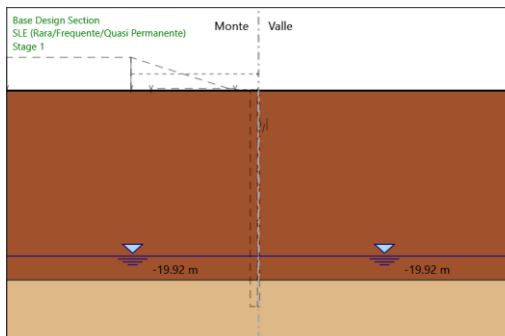 Base Design Section
SLE (Rara/Frequente/Quasi Permanente)
Stage 1
Monte Valle
-19.92 m -19.92 m